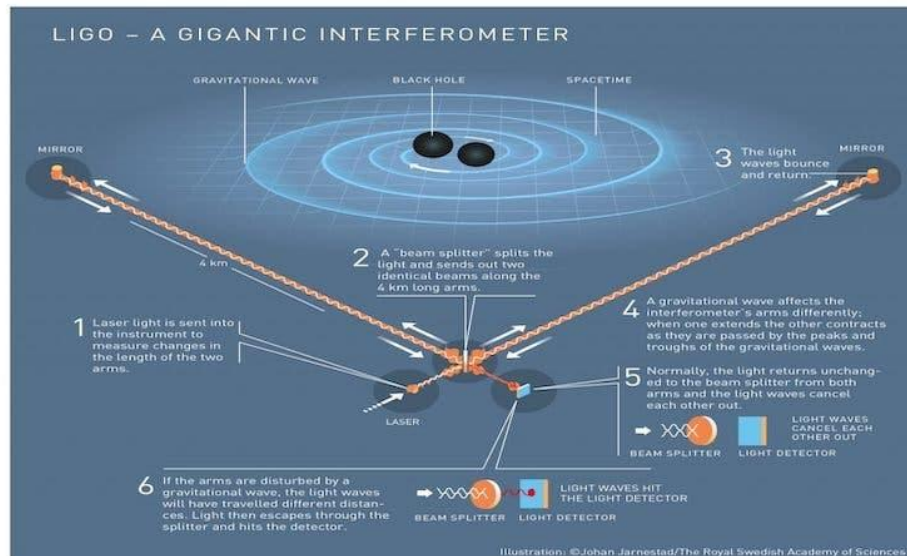 LIGO – A GIGANTIC INTERFEROMETER
GRAVITATIONAL WAVE
BLACK HOLE
SPACETIME
MIRROR
MIRROR
3 The light
waves bounce
and return.
4 km
2 A "beam splitter" splits the
light and sends out two
identical beams along the
4 km long arms.
1 Laser light is sent into
the instrument to
measure changes in
the length of the two
arms.
4 A gravitational wave affects the
interferometer's arms differently;
when one extends the other contracts
as they are passed by the peaks and
troughs of the gravitational waves.
5 Normally, the light returns unchang-
ed to the beam splitter from both
arms and the light waves cancel
each other out.
LASER
LIGHT WAVES
CANCEL EACH
OTHER OUT
BEAM SPLITTER
LIGHT DETECTOR
6 If the arms are disturbed by a
gravitational wave, the light waves
will have travelled different distan-
ces. Light then escapes through the
splitter and hits the detector.
LIGHT WAVES HIT
THE LIGHT DETECTOR
BEAM SPLITTER
LIGHT DETECTOR
Illustration: ©Johan Jarnestad/The Royal Swedish Academy of Sciences